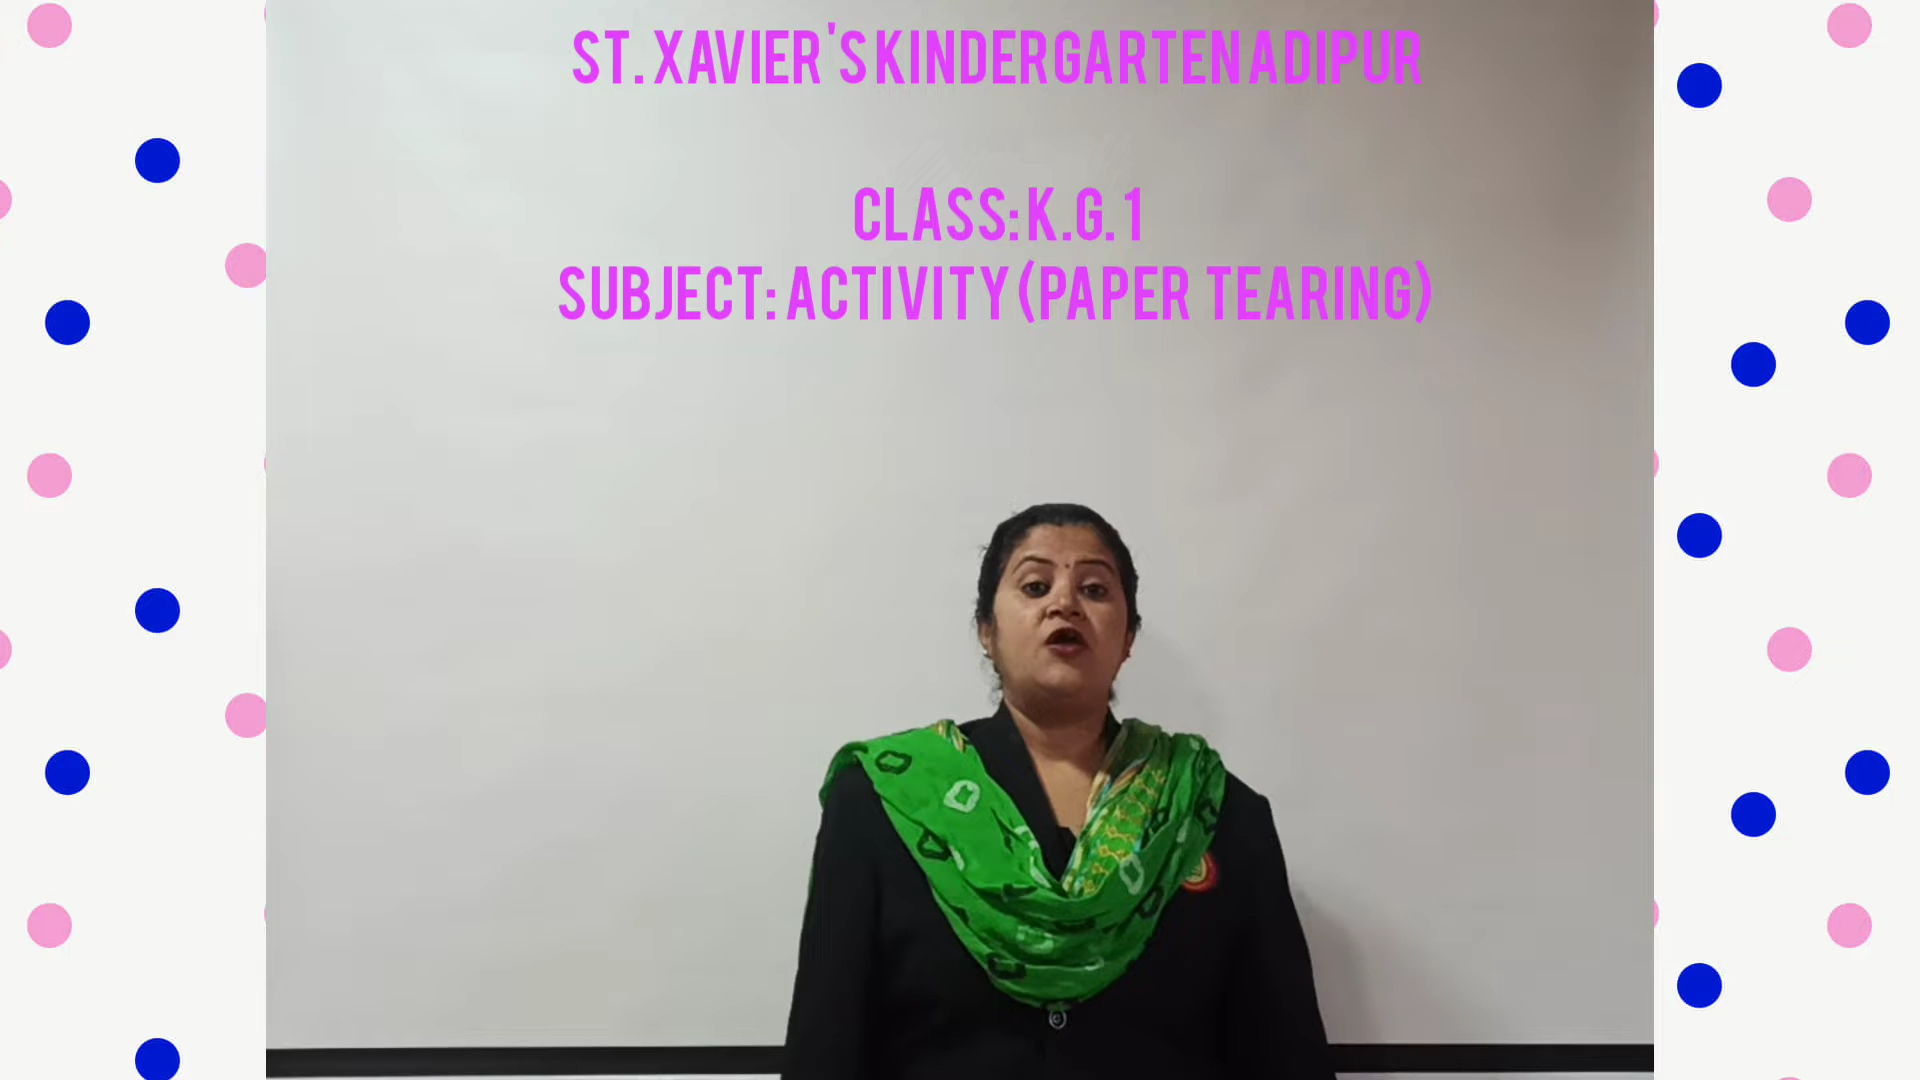 ST. XAVIER'S KINDERGARTEN ADIPUR
CLASS: K.G.1
SUBJECT: ACTIVITY (PAPER TEARING)